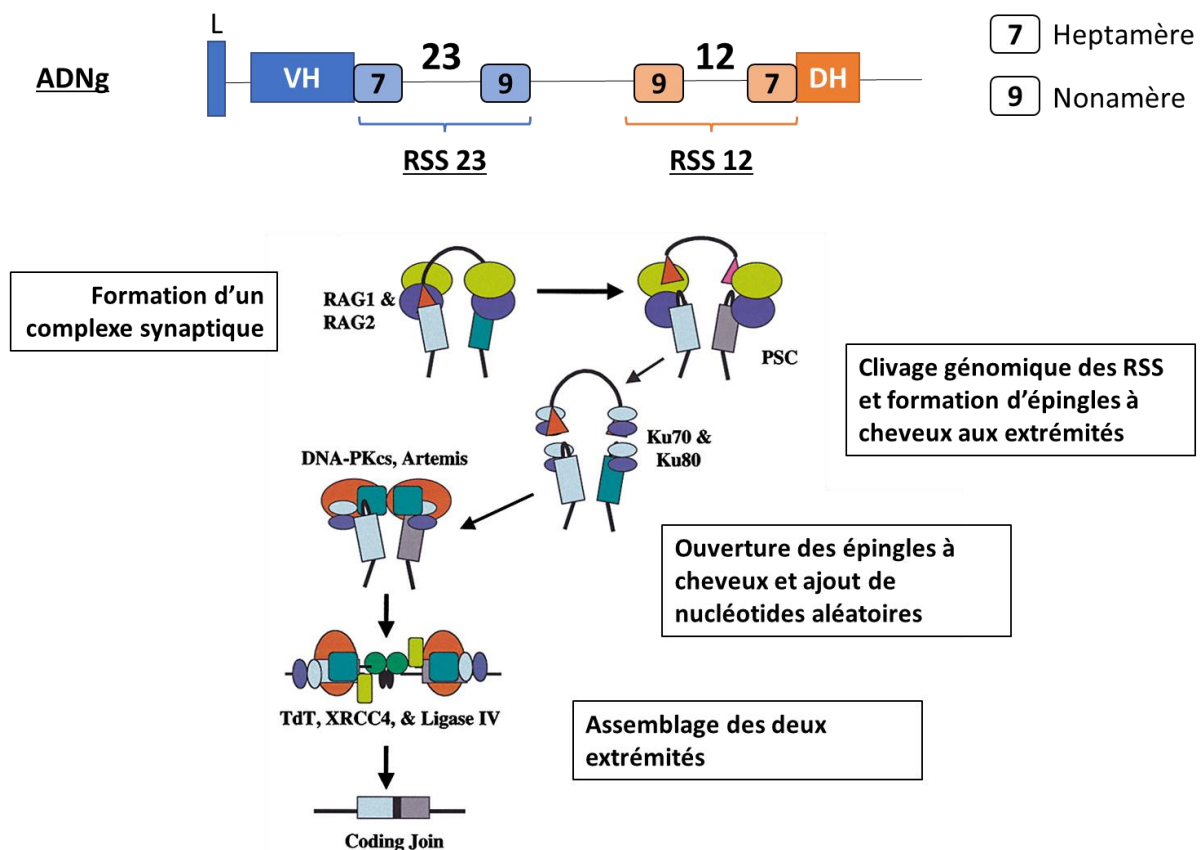 L
ADNg
VH
7
23
9
9
12
7
DH
7 Heptamère
9 Nonamère
RSS 23
RSS 12
Formation d’un
complexe synaptique
RAG1 &
RAG2
PSC
Clivage génomique des RSS
et formation d’épingles à
cheveux aux extrémités
Ku70 &
Ku80
DNA-PKcs, Artemis
Ouverture des épingles à
cheveux et ajout de
nucléotides aléatoires
TdT, XRCC4, & Ligase IV
Assemblage des deux
extrémités
Coding Join